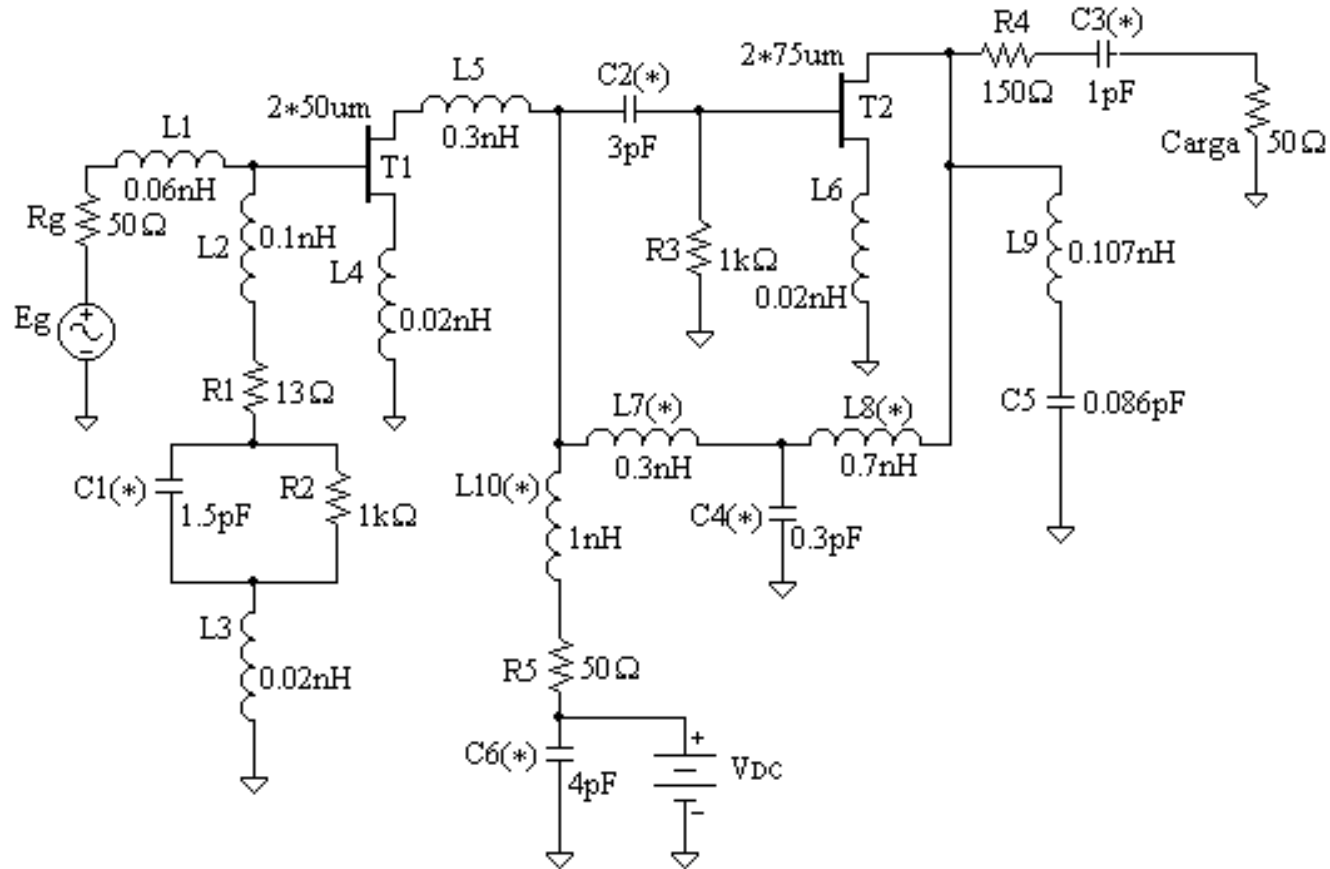 R4
C3(*)
150Ω
1pF
Carga
50Ω
2*75um
T2
C2(*)
3pF
L5
0.3nH
2*50um
T1
L1
0.06nH
Rg
50Ω
Eg
+
−
L2
0.1nH
L4
0.02nH
R3
1kΩ
L6
0.02nH
L9
0.107nH
C5
0.086pF
R1
13Ω
C1(*)
1.5pF
R2
1kΩ
L3
0.02nH
L7(*)
0.3nH
L8(*)
0.7nH
C4(*)
0.3pF
L10(*)
1nH
R5
50Ω
C6(*)
4pF
+
VDC
−